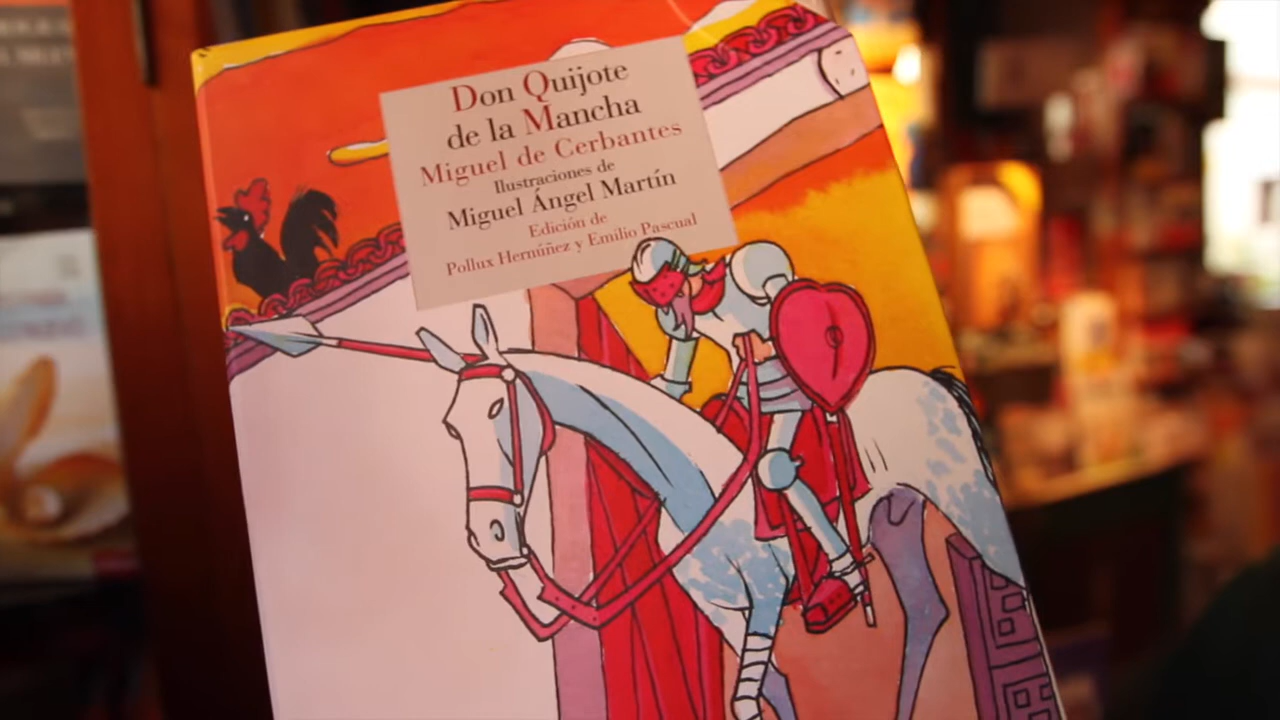 Don Quijote
de la Mancha
Miguel de Cerbantes
Ilustraciones de
Miguel Ángel Martín
Edición de
Pollux Hernúñez y Emilio Pascual